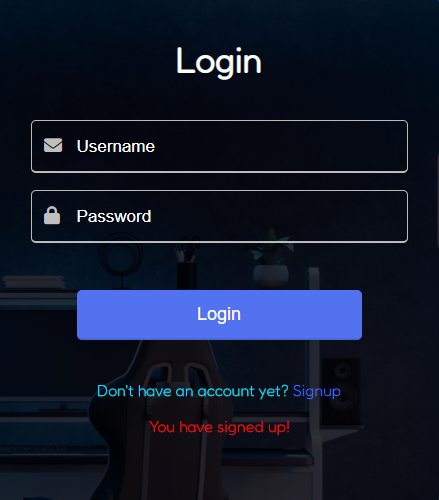 Login
Username
Password
Login
Don't have an account yet? Signup
You have signed up!